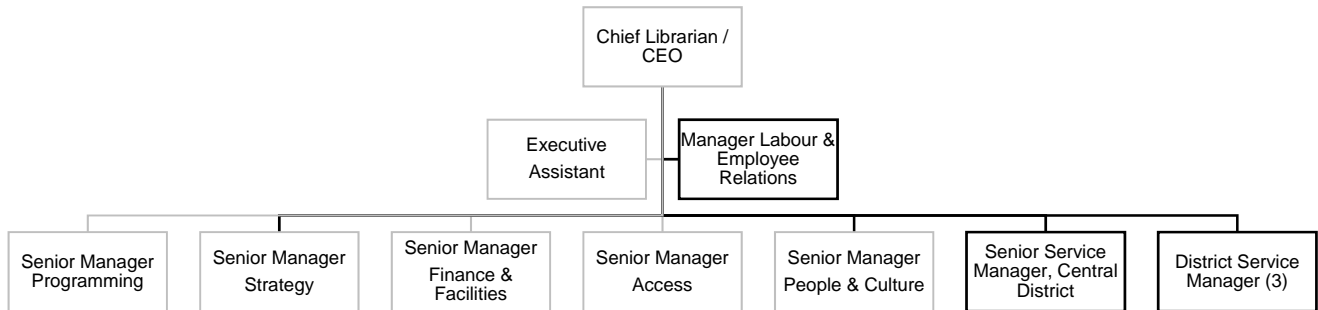 Chief Librarian /
CEO
Executive
Assistant
Manager Labour &
Employee
Relations
Senior Manager
Programming
Senior Manager
Strategy
Senior Manager
Finance &
Facilities
Senior Manager
Access
Senior Manager
People & Culture
Senior Service
Manager, Central
District
District Service
Manager (3)